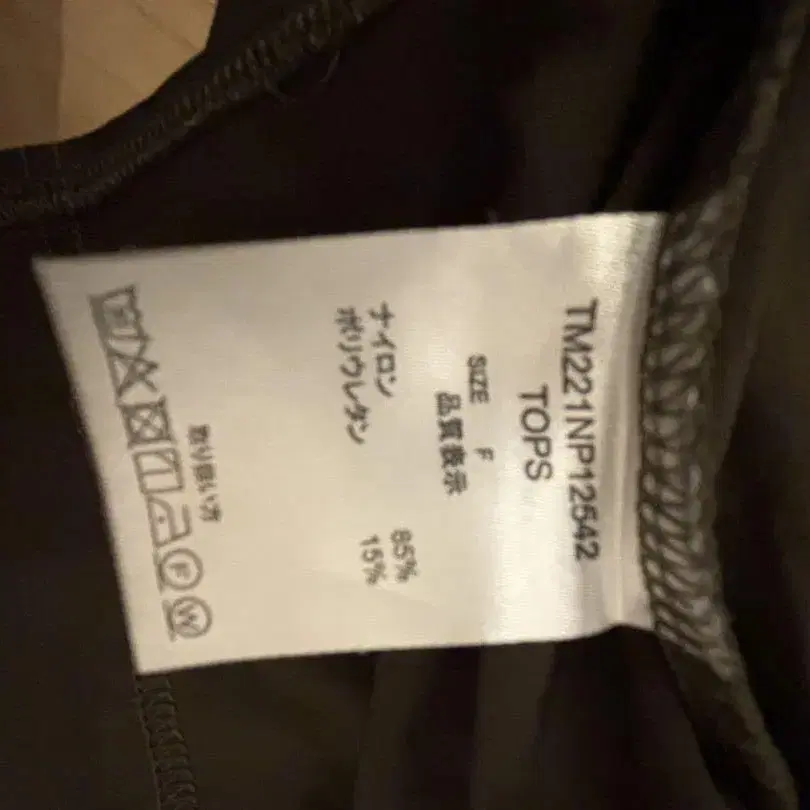 TM221NP12542
TOPS
SIZE F
品質表示
ナイロン 85%
ポリウレタン 15%
取り扱い方
F W